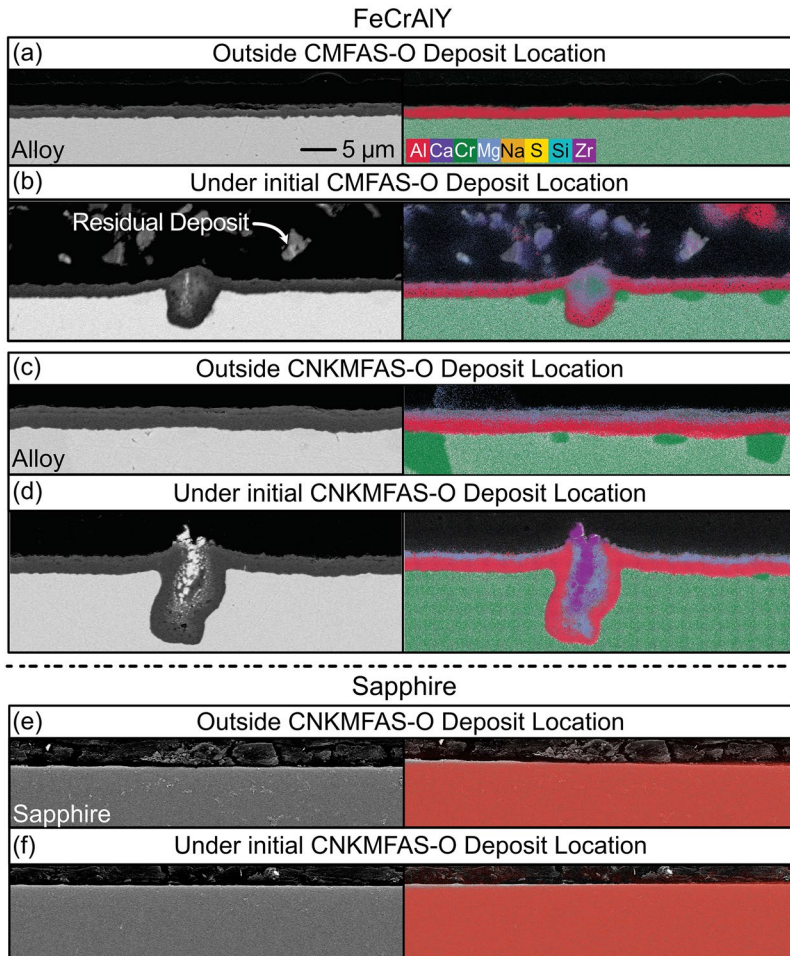 FeCrAlY
(a) Outside CMFAS-O Deposit Location
Alloy
5 µm
Al Ca Cr Mg Na S Si Zr
(b) Under initial CMFAS-O Deposit Location
Residual Deposit
(c) Outside CNKMFAS-O Deposit Location
Alloy
(d) Under initial CNKMFAS-O Deposit Location
Sapphire
(e) Outside CNKMFAS-O Deposit Location
Sapphire
(f) Under initial CNKMFAS-O Deposit Location